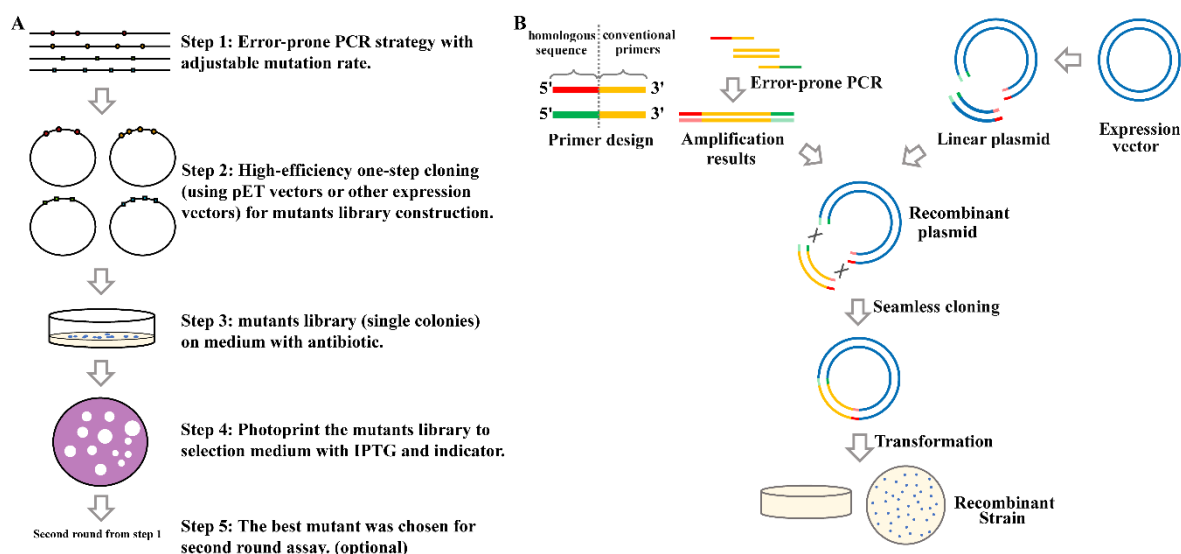 A
Step 1: Error-prone PCR strategy with
adjustable mutation rate.
Step 2: High-efficiency one-step cloning
(using pET vectors or other expression
vectors) for mutants library construction.
Step 3: mutants library (single colonies)
on medium with antibiotic.
Step 4: Photoprint the mutants library to
selection medium with IPTG and indicator.
Second round from step 1
Step 5: The best mutant was chosen for
second round assay. (optional)
B
homologous
sequence
conventional
primers
5'
3'
5'
3'
Primer design
Error-prone PCR
Amplification
results
Linear plasmid
Expression
vector
Recombinant
plasmid
Seamless cloning
Transformation
Recombinant
Strain